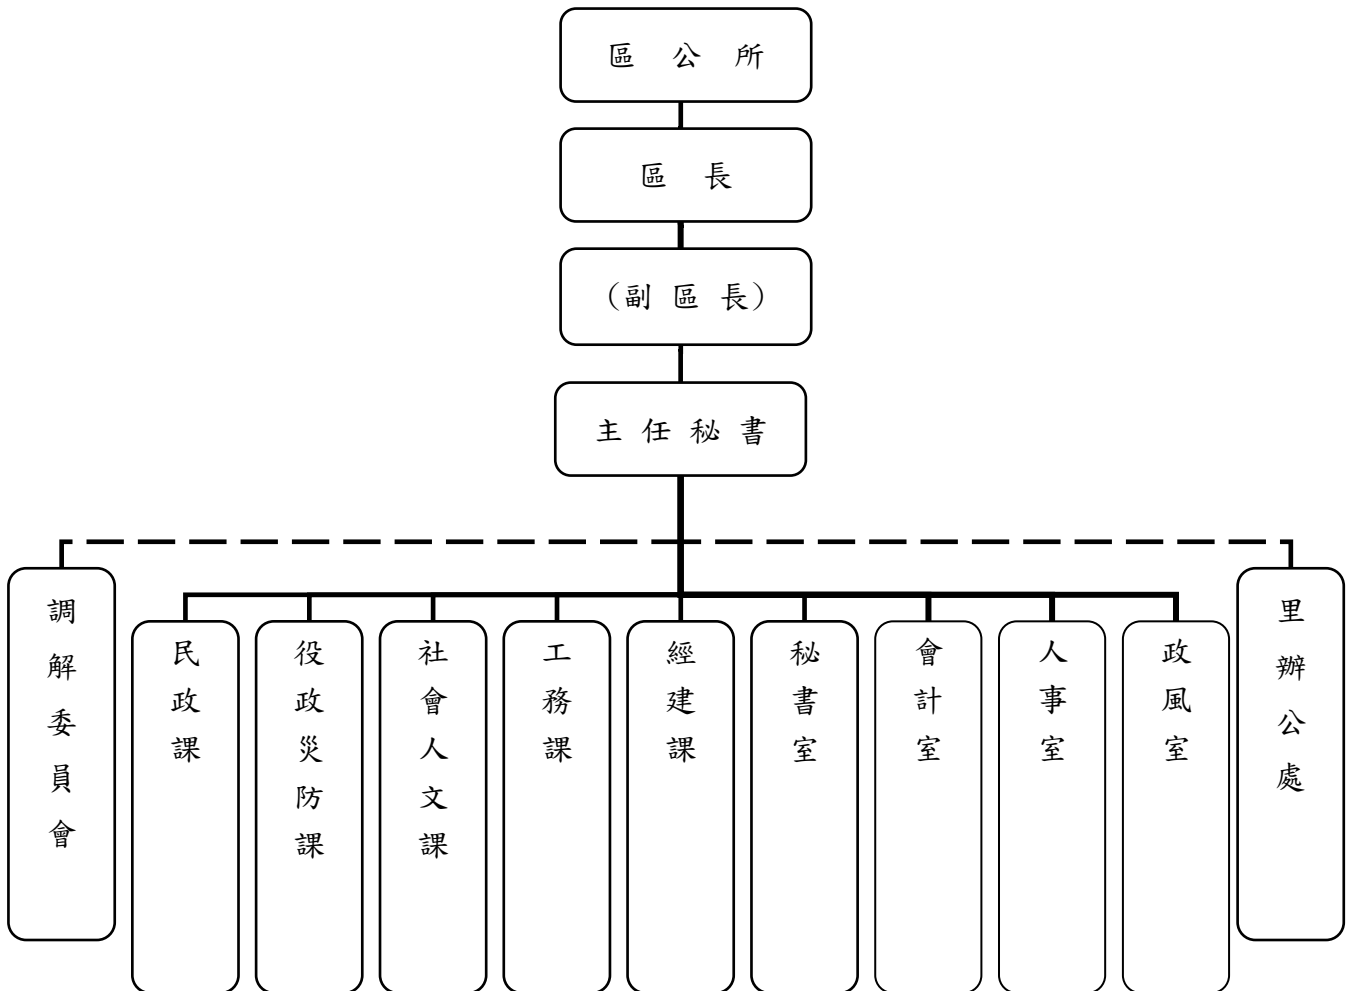 區 公 所
區 長
(副 區 長)
主 任 秘 書
調解委員會
民政課
役政災防課
社會人文課
工務課
經建課
秘書室
會計室
人事室
政風室
里辦公處